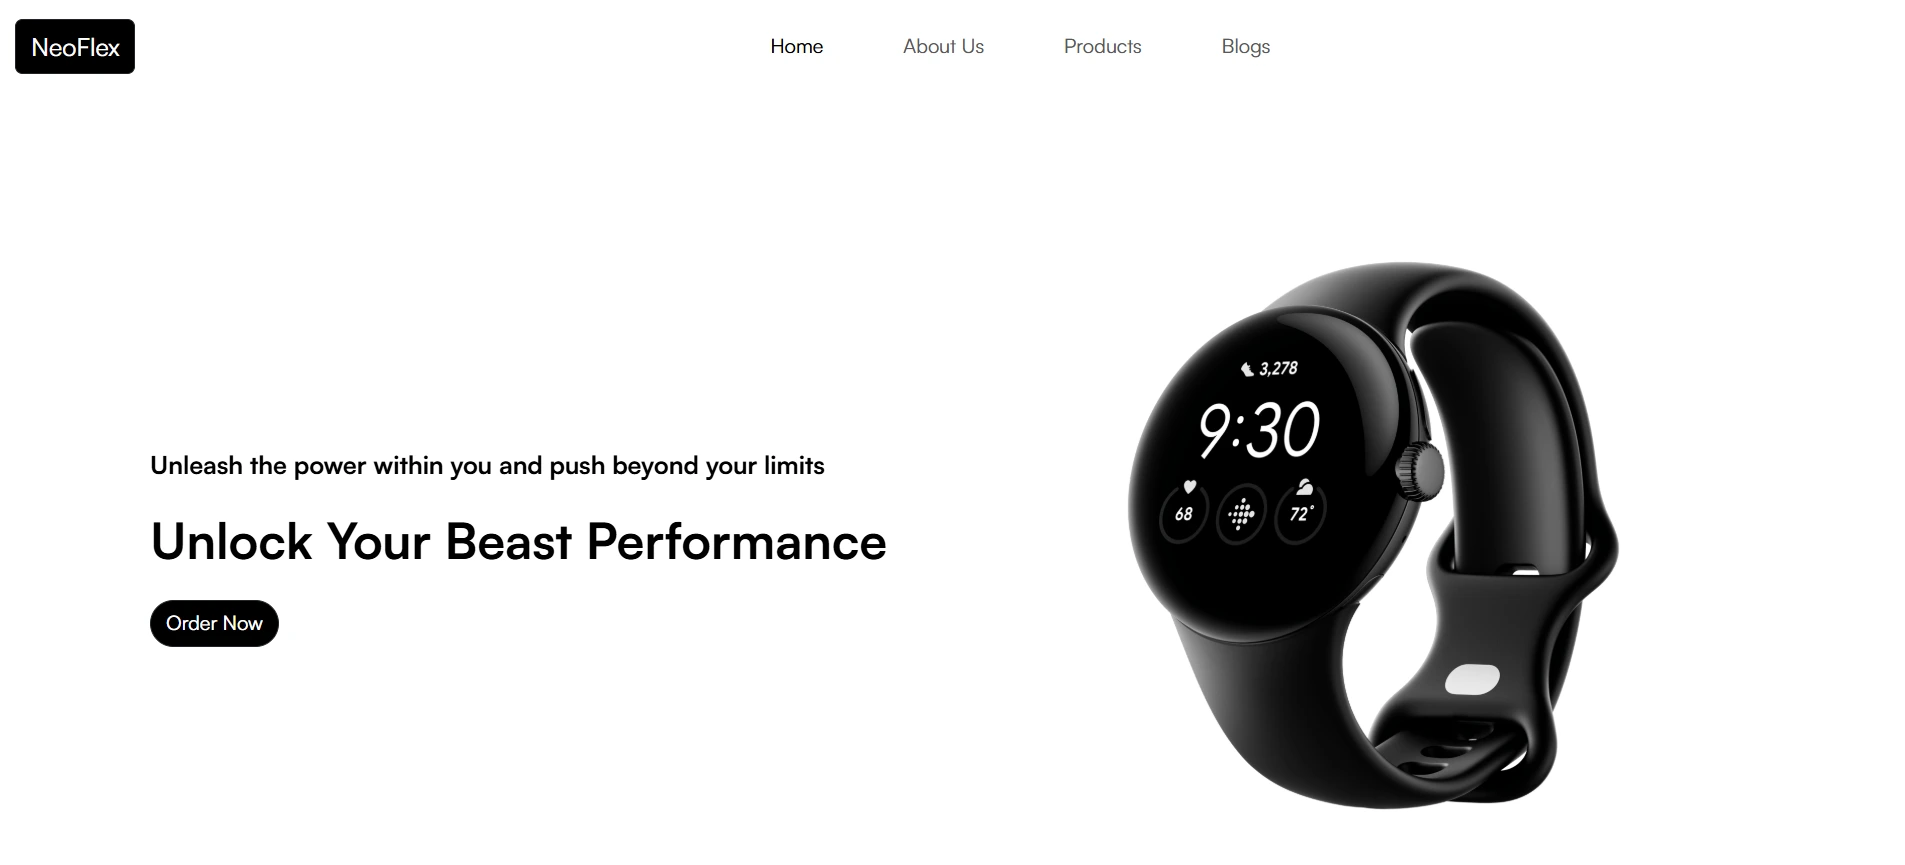 NeoFlex
Home
About Us
Products
Blogs
Unleash the power within you and push beyond your limits
Unlock Your Beast Performance
Order Now
3,278
9:30
68
72°